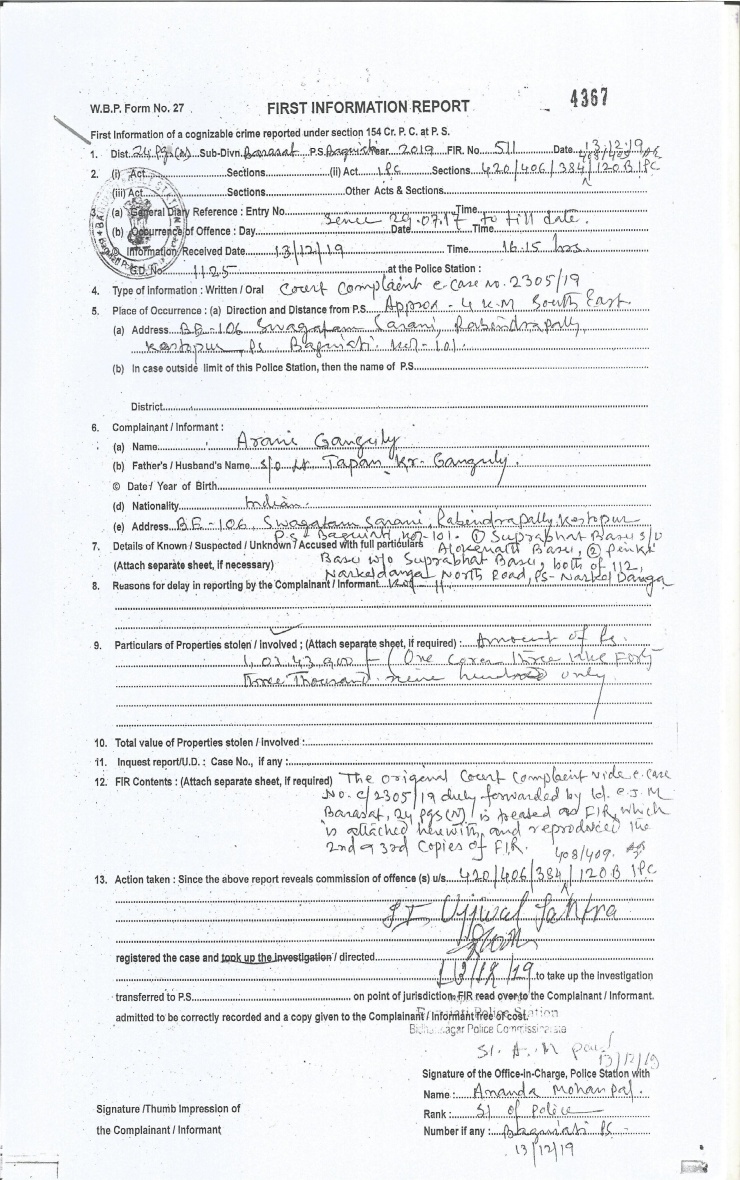 4367
W.B.P. Form No. 27 FIRST INFORMATION REPORT
First Information of a cognizable crime reported under section 154 Cr. P. C. at P. S.
1. Dist. 24 Pgs (N) Sub-Divn. Barasat P.S. Baguiati Year 2019 FIR. No. 511 Date 13.12.19
408/409
2. (i) Act Sections (ii) Act IPC Sections 420/406/384/120B IPC
(iii) Act Sections Other Acts & Sections
3. (a) General Diary Reference : Entry No. Time
Sence 29.07.17 to till date.
(b) Occurrence of Offence : Day Date Time
© Information Received Date 13/12/19 Time 16.15 hrs
G.D. No. 1125 at the Police Station :
4. Type of Information : Written / Oral Court Complaint c-case no. 2305/19
5. Place of Occurrence : (a) Direction and Distance from P.S. Approx - 4 K.M South East
(a) Address BE-106 Swagatam Sarani, Rabindrapally
Kestopur, PS Baguiati. Kol-101.
(b) In case outside limit of this Police Station, then the name of P.S.
District
6. Complainant / Informant :
(a) Name Arani Ganguly
(b) Father's / Husband's Name s/o Lt Tapan Kr. Ganguly.
© Date / Year of Birth
(d) Nationality Indian.
(e) Address BE-106, Swagatam Sarani, Rabindrapally, Kestopur
P.S - Baguiati, Kol-101. ① Suprabhat Basu s/o
7. Details of Known / Suspected / Unknown / Accused with full particulars Alokenath Basu, ② Pinki
(Attach separate sheet, if necessary) Basu w/o Suprabhat Basu, both of 112,
Narkeldanga North Road, PS- Narkel Danga
8. Reasons for delay in reporting by the Complainant / Informant Kol-11.
9. Particulars of Properties stolen / involved ; (Attach separate sheet, if required) : Amount of Rs.
1,03,43,900/- (One crore three lakh Forty
three Thousand nine hundred only
10. Total value of Properties stolen / involved :
11. Inquest report/U.D. : Case No., if any :
12. FIR Contents : (Attach separate sheet, if required) The original Court Complaint vide c-case
No. c/2305/19 duly forwarded by Ld. C.J.M
Barasat, 24 Pgs (N) is treated as FIR, which
is attached herewith and reproduced the
2nd & 3rd Copies of FIR.
408/409.
13. Action taken : Since the above report reveals commission of offence (s) u/s. 420/406/384/120B IPC
S.I. Ujjwal
registered the case and took up the investigation / directed
13/12/19 to take up the investigation
transferred to P.S. on point of jurisdiction. FIR read over to the Complainant / Informant.
admitted to be correctly recorded and a copy given to the Complainant / Informant free of cost.
Baguiati Police Station
Bidhannagar Police Commissionerate
SI. A. M Paul
13/12/19
Signature of the Office-in-Charge, Police Station with
Name : Ananda Mohan Pal.
Signature /Thumb Impression of Rank : SI of Police
the Complainant / Informant Number if any : Baguiati PS
13/12/19